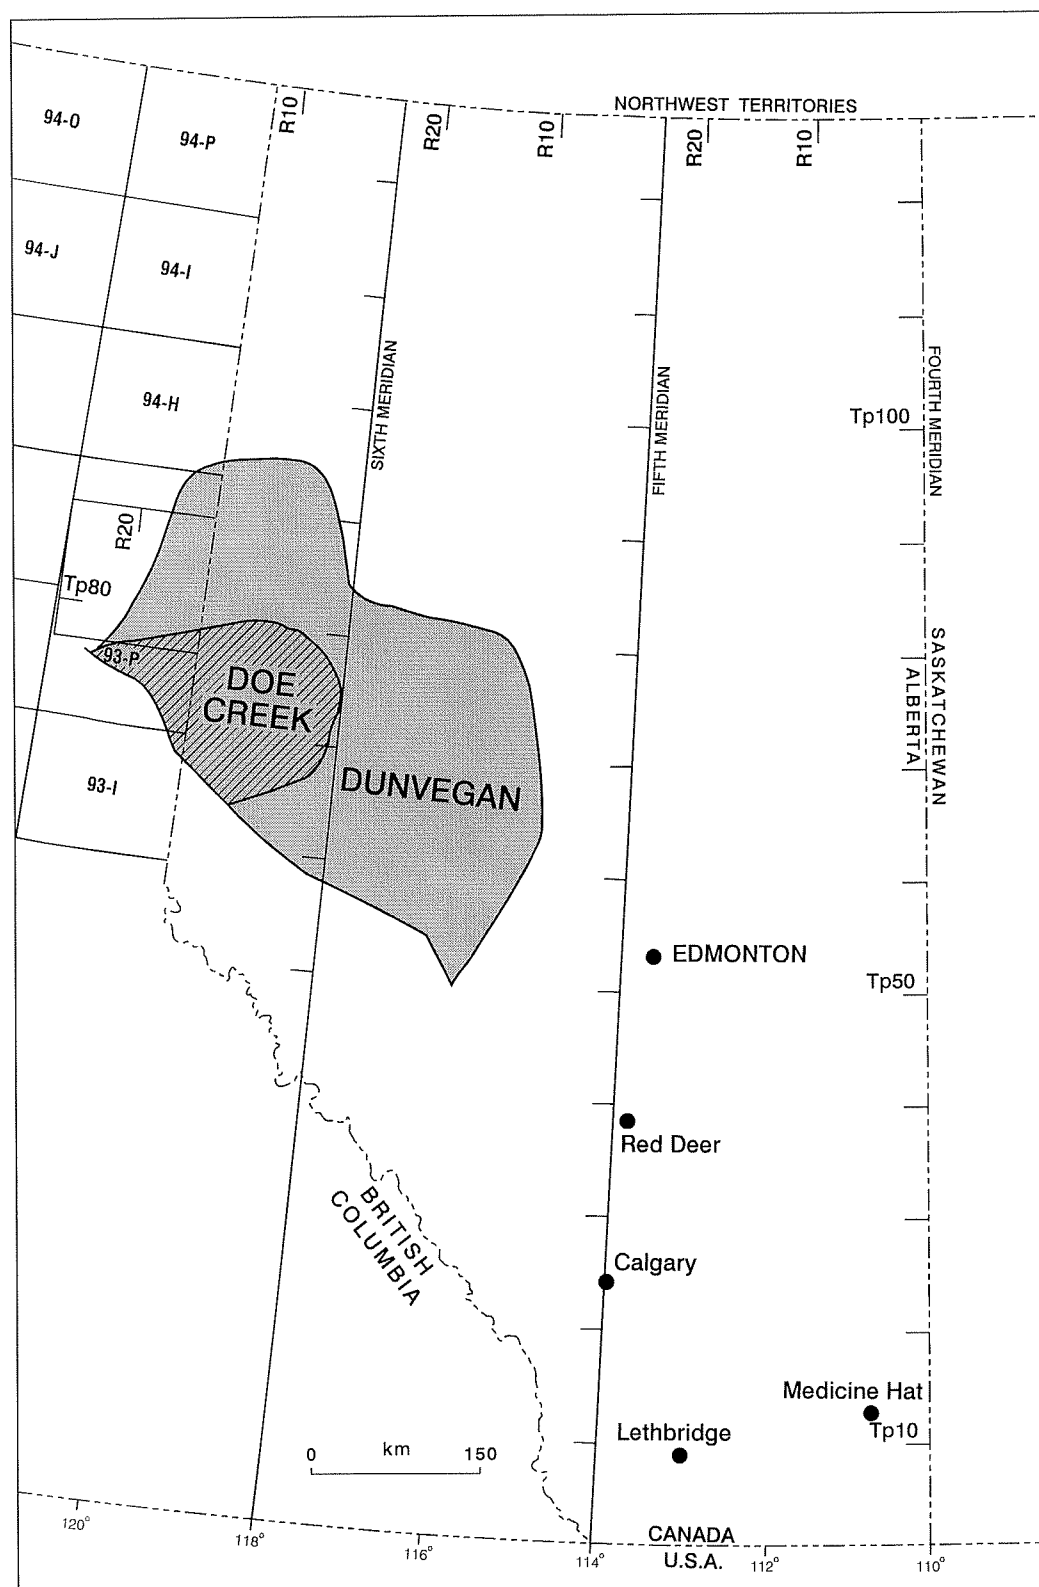 NORTHWEST TERRITORIES
R10
R20
R10
R20
R10
94-O
94-P
94-J
94-I
94-H
SIXTH MERIDIAN
FIFTH MERIDIAN
FOURTH MERIDIAN
Tp100
R20
Tp80
93-P
DOE
CREEK
DUNVEGAN
93-I
ALBERTA
SASKATCHEWAN
EDMONTON
Tp50
Red Deer
BRITISH
COLUMBIA
Calgary
Medicine Hat
Tp10
Lethbridge
km
0 150
CANADA
U.S.A.
120°
118°
116°
114°
112°
110°